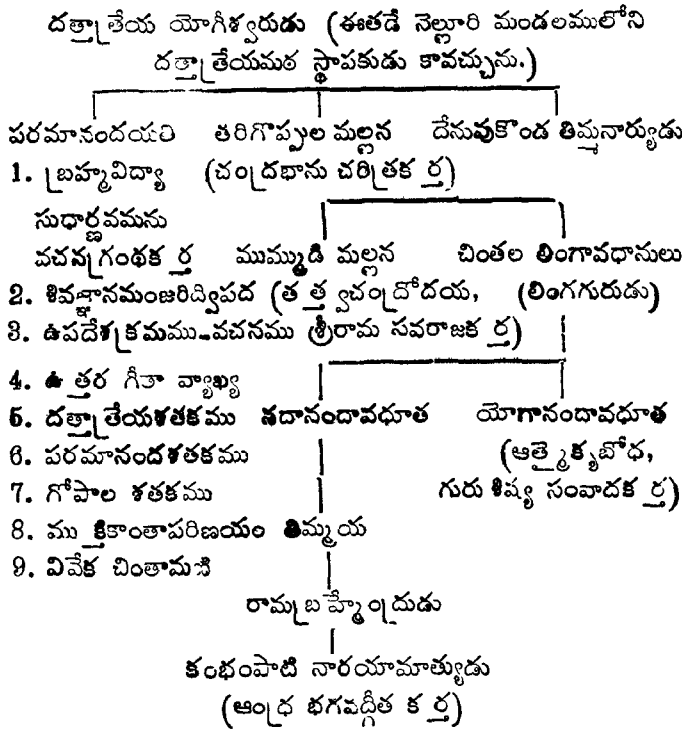 దత్తాత్రేయ యోగీశ్వరుడు (ఈతడే నెల్లూరి మండలములోని
దత్తాత్రేయమఠ స్థాపకుడు కావచ్చును.)
పరమానందయతి తరిగొప్పుల మల్లన దేనువుకొండ తిమ్మనార్యుడు
1. బ్రహ్మవిద్యా (చంద్రభాను చరిత్రకర్త)
సుధార్ణవమను
వచనగ్రంథకర్త ముమ్ముడి మల్లన చింతల లింగావధానులు
2. శివజ్ఞానమంజరిద్విపద (తత్త్వచంద్రోదయ, (లింగగురుడు)
3. ఉపదేశక్రమము-వచనము శ్రీరామ సవరాజకర్త)
4. ఉత్తర గీతా వ్యాఖ్య
5. దత్తాత్రేయశతకము సదానందావధూత యోగానందావధూత
6. పరమానందశతకము (ఆత్మైక్యబోధ,
7. గోపాల శతకము గురు శిష్య సంవాదకర్త)
8. ముక్తికాంతాపరిణయం తిమ్మయ
9. వివేక చింతామణి
రామబ్రహ్మేంద్రుడు
కంభంపాటి నారయామాత్యుడు
(ఆంధ్ర భగవద్గీత కర్త)